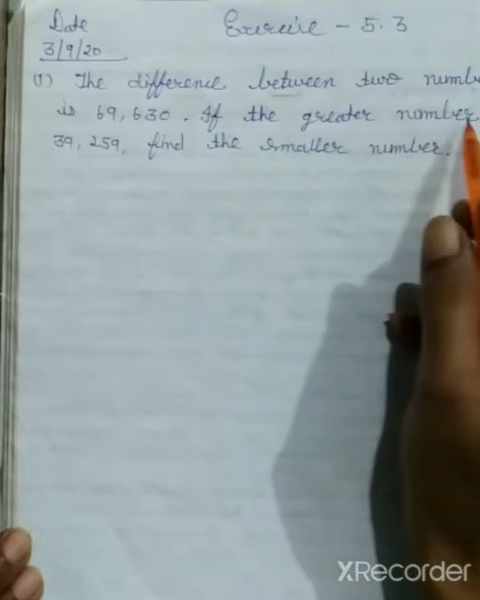 Date
Exercise - 5.3
3/9/20
(1) The difference between two numbe
is 69,630. If the greater number
39,259, find the smaller number.
XRecorder